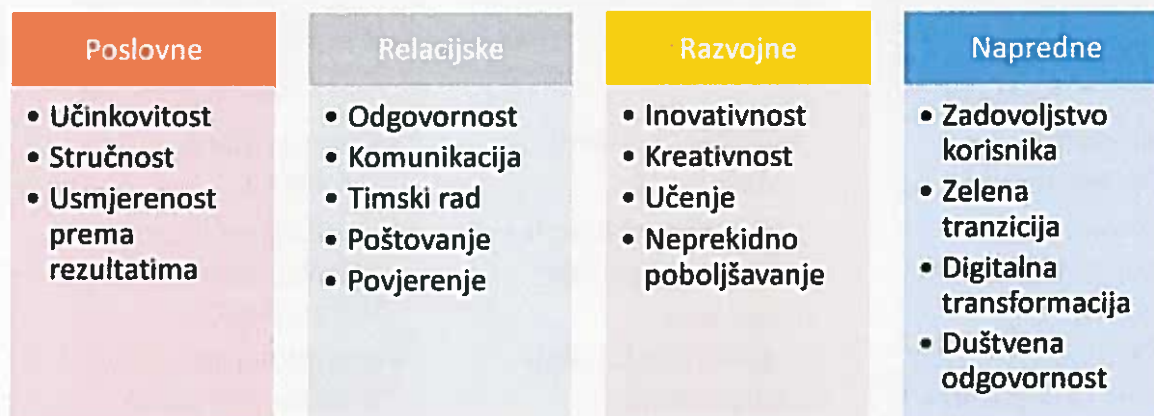 Poslovne
• Učinkovitost
• Stručnost
• Usmjerenost
prema
rezultatima
Relacijske
• Odgovornost
• Komunikacija
• Timski rad
• Poštovanje
• Povjerenje
Razvojne
• Inovativnost
• Kreativnost
• Učenje
• Neprekidno
poboljšavanje
Napredne
• Zadovoljstvo
korisnika
• Zelena
tranzicija
• Digitalna
transformacija
• Duštvena
odgovornost